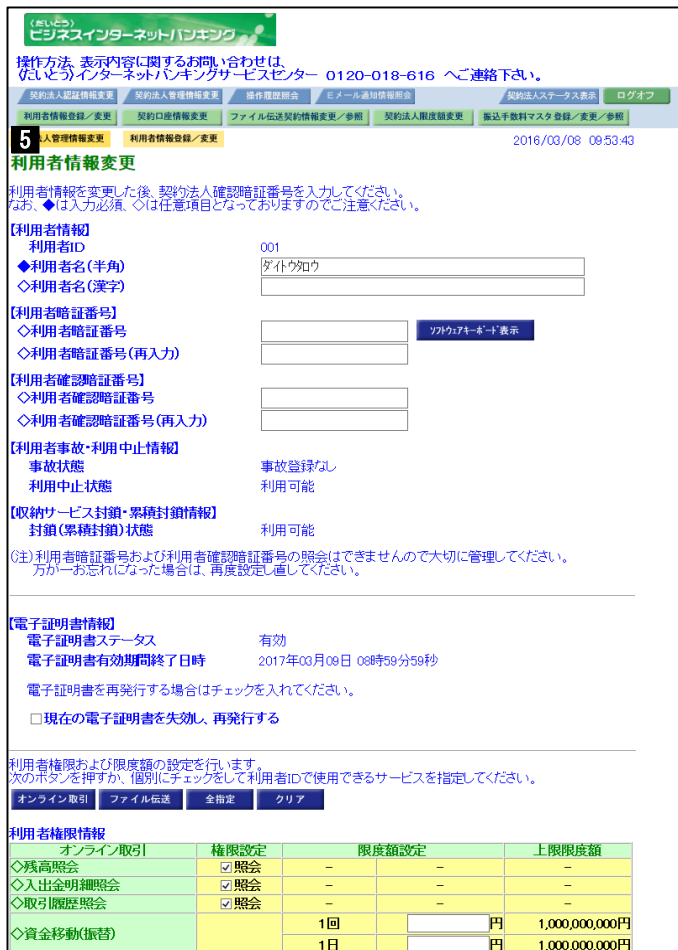 〈だいとう〉
ビジネスインターネットバンキング
操作方法、表示内容に関するお問い合わせは、
〈だいとう〉インターネットバンキングサービスセンター 0120-018-616 へご連絡下さい。
契約法人認証情報変更 契約法人管理情報変更 操作履歴照会 Eメール通知情報照会 契約法人ステータス表示 ログオフ
利用者情報登録/変更 契約口座情報変更 ファイル伝送契約情報変更/参照 契約法人限度額変更 振込手数料マスタ登録/変更/参照
5 法人管理情報変更 利用者情報登録/変更 2016/03/08 09:53:43
利用者情報変更
利用者情報を変更した後、契約法人確認暗証番号を入力してください。
なお、◆は入力必須、◇は任意項目となっておりますのでご注意ください。
【利用者情報】
利用者ID 001
◆利用者名(半角) ダイトウタロウ
◇利用者名(漢字)
【利用者暗証番号】
◇利用者暗証番号 ソフトウェアキーボード表示
◇利用者暗証番号(再入力)
【利用者確認暗証番号】
◇利用者確認暗証番号
◇利用者確認暗証番号(再入力)
【利用者事故・利用中止情報】
事故状態 事故登録なし
利用中止状態 利用可能
【収納サービス封鎖・累積封鎖情報】
封鎖(累積封鎖)状態 利用可能
(注)利用者暗証番号および利用者確認暗証番号の照会はできませんので大切に管理してください。
万が一お忘れになった場合は、再度設定し直してください。
【電子証明書情報】
電子証明書ステータス 有効
電子証明書有効期間終了日時 2017年03月09日 08時59分59秒
電子証明書を再発行する場合はチェックを入れてください。
□現在の電子証明書を失効し、再発行する
利用者権限および限度額の設定を行います。
次のボタンを押すか、個別にチェックをして利用者IDで使用できるサービスを指定してください。
オンライン取引 ファイル伝送 全指定 クリア
利用者権限情報
オンライン取引 権限設定 限度額設定 上限限度額
◇残高照会 ☑照会 － － －
◇入出金明細照会 ☑照会 － － －
◇取引履歴照会 ☑照会 － － －
◇資金移動(振替) 1回 円 1,000,000,000円
1日 円 1,000,000,000円